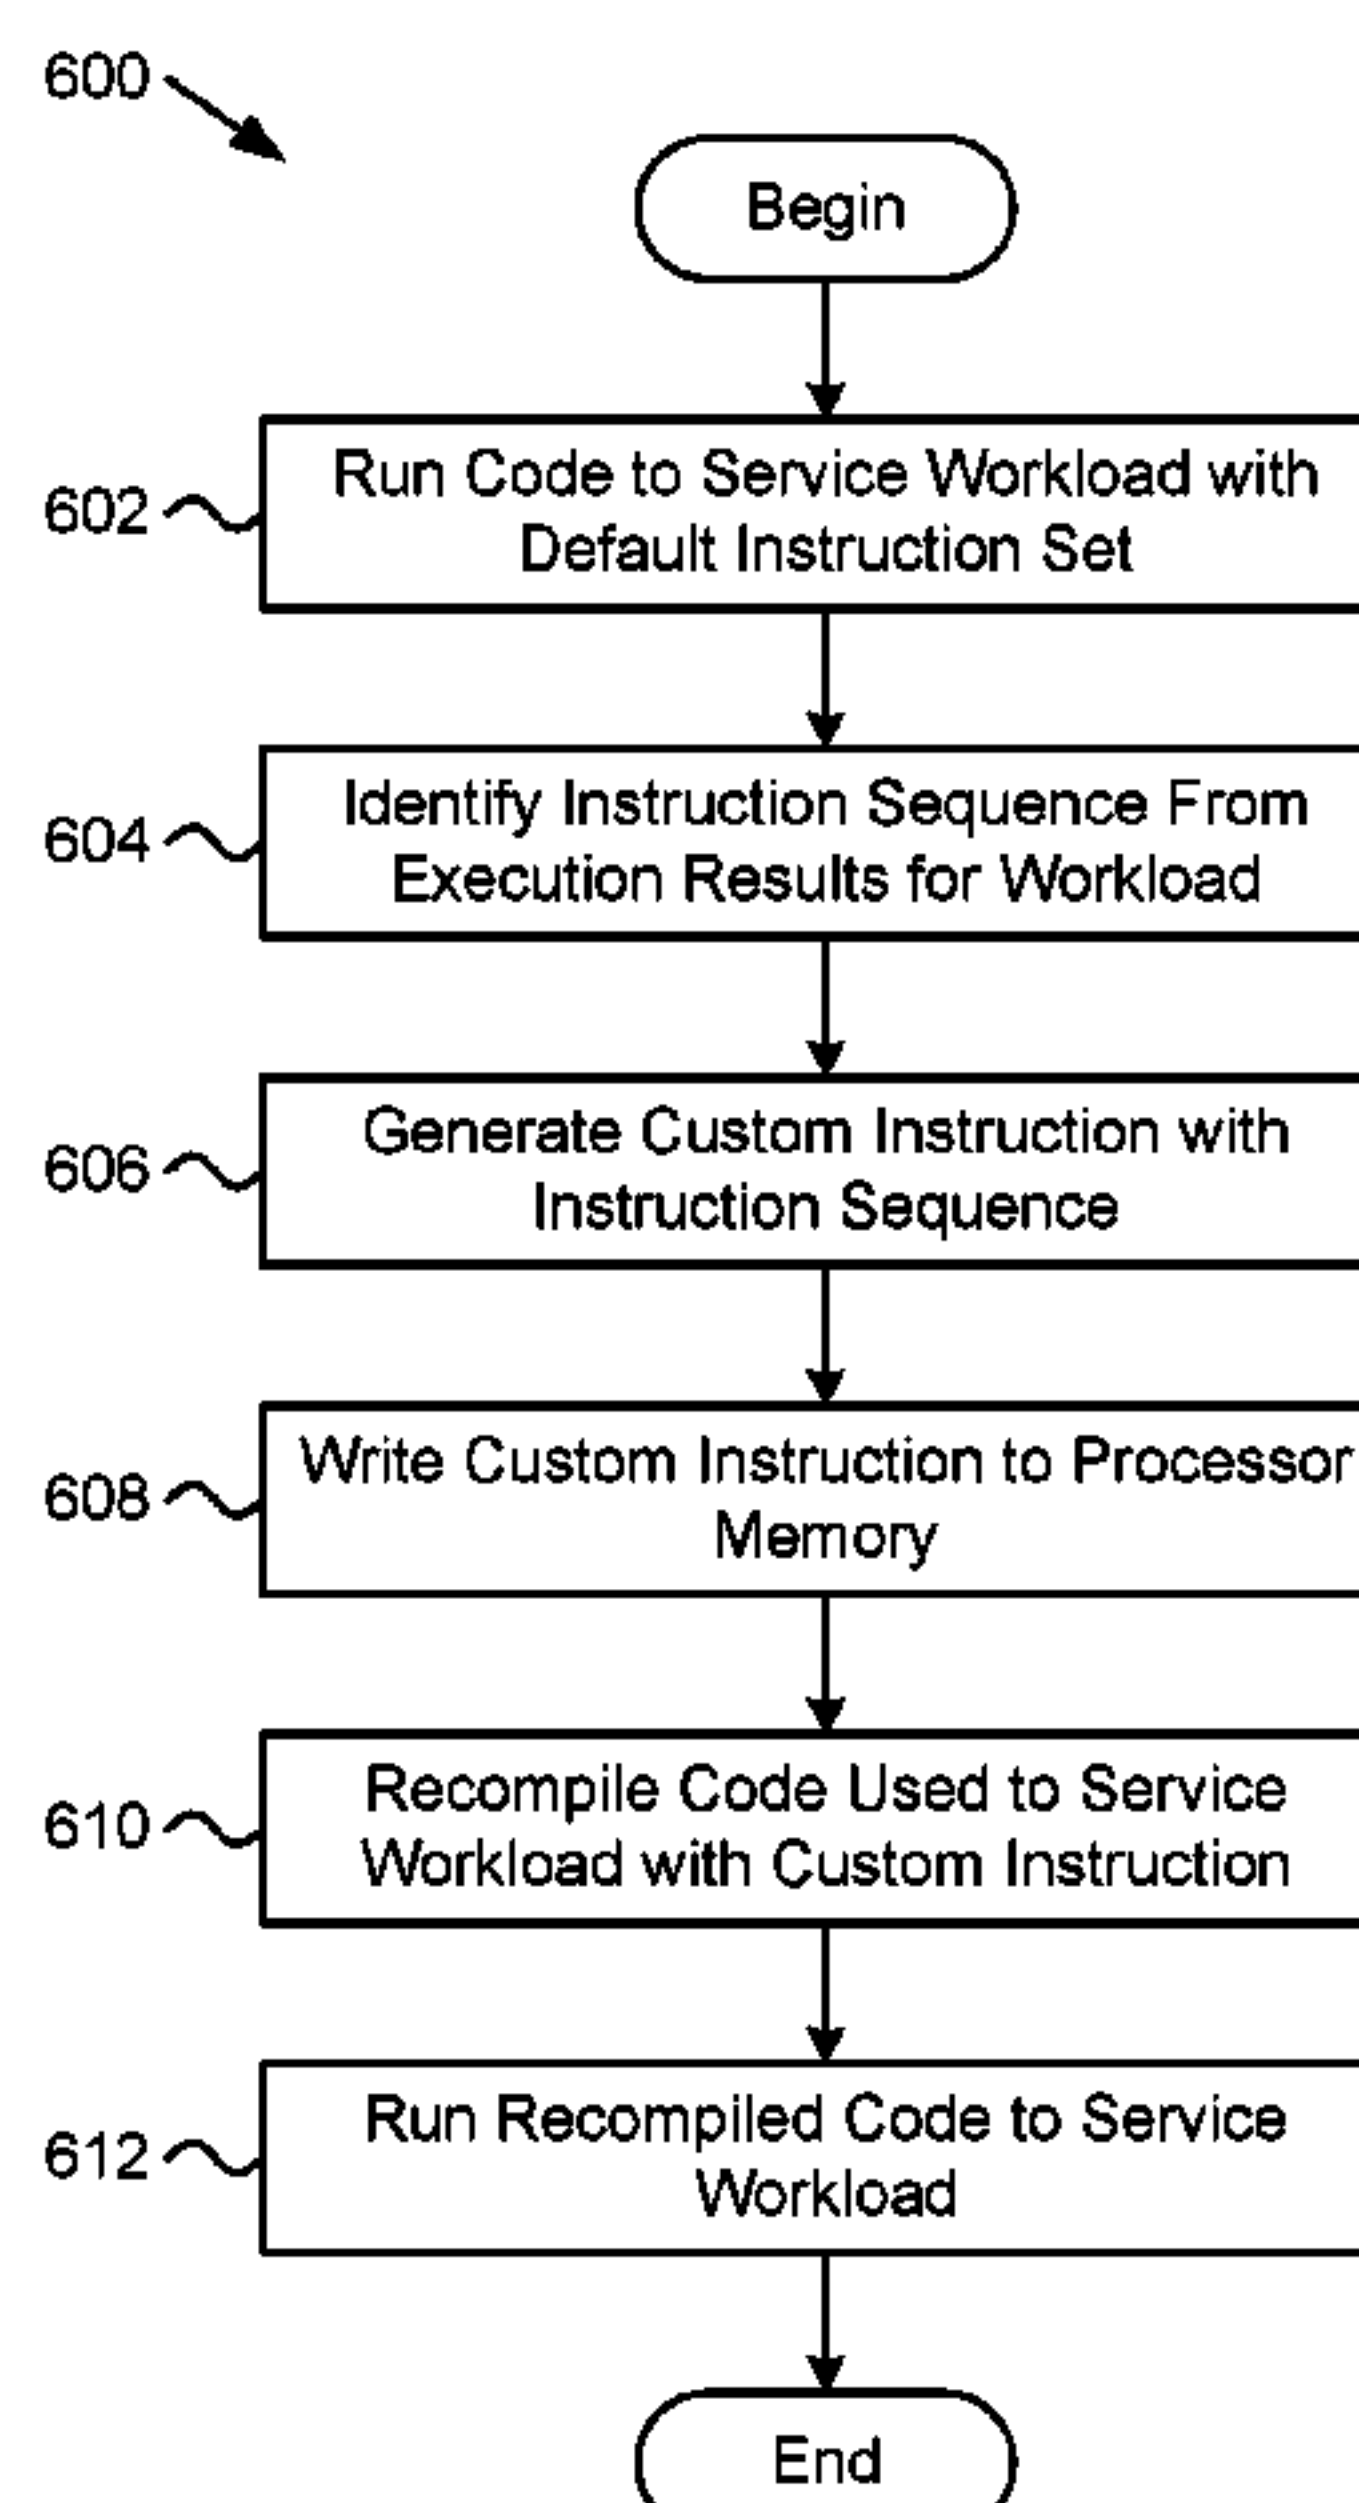 600
Begin
602
Run Code to Service Workload with
Default Instruction Set
604
Identify Instruction Sequence From
Execution Results for Workload
606
Generate Custom Instruction with
Instruction Sequence
608
Write Custom Instruction to Processor
Memory
610
Recompile Code Used to Service
Workload with Custom Instruction
612
Run Recompiled Code to Service
Workload
End